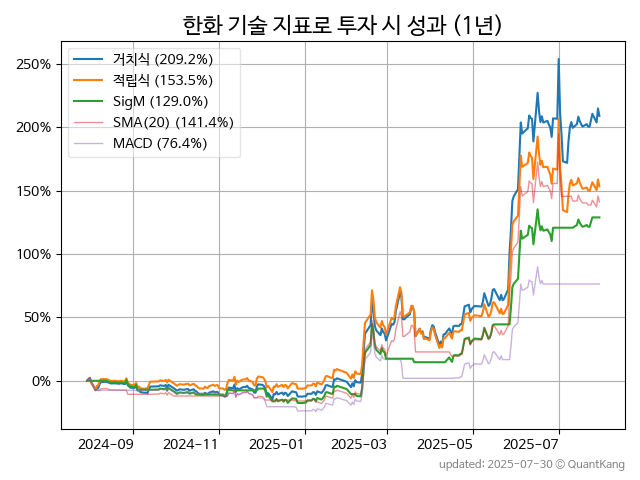 한화 기술 지표로 투자 시 성과 (1년)
거치식 (209.2%)
적립식 (153.5%)
SigM (129.0%)
SMA(20) (141.4%)
MACD (76.4%)
250%
200%
150%
100%
50%
0%
2024-09 2024-11 2025-01 2025-03 2025-05 2025-07
updated: 2025-07-30 © QuantKang